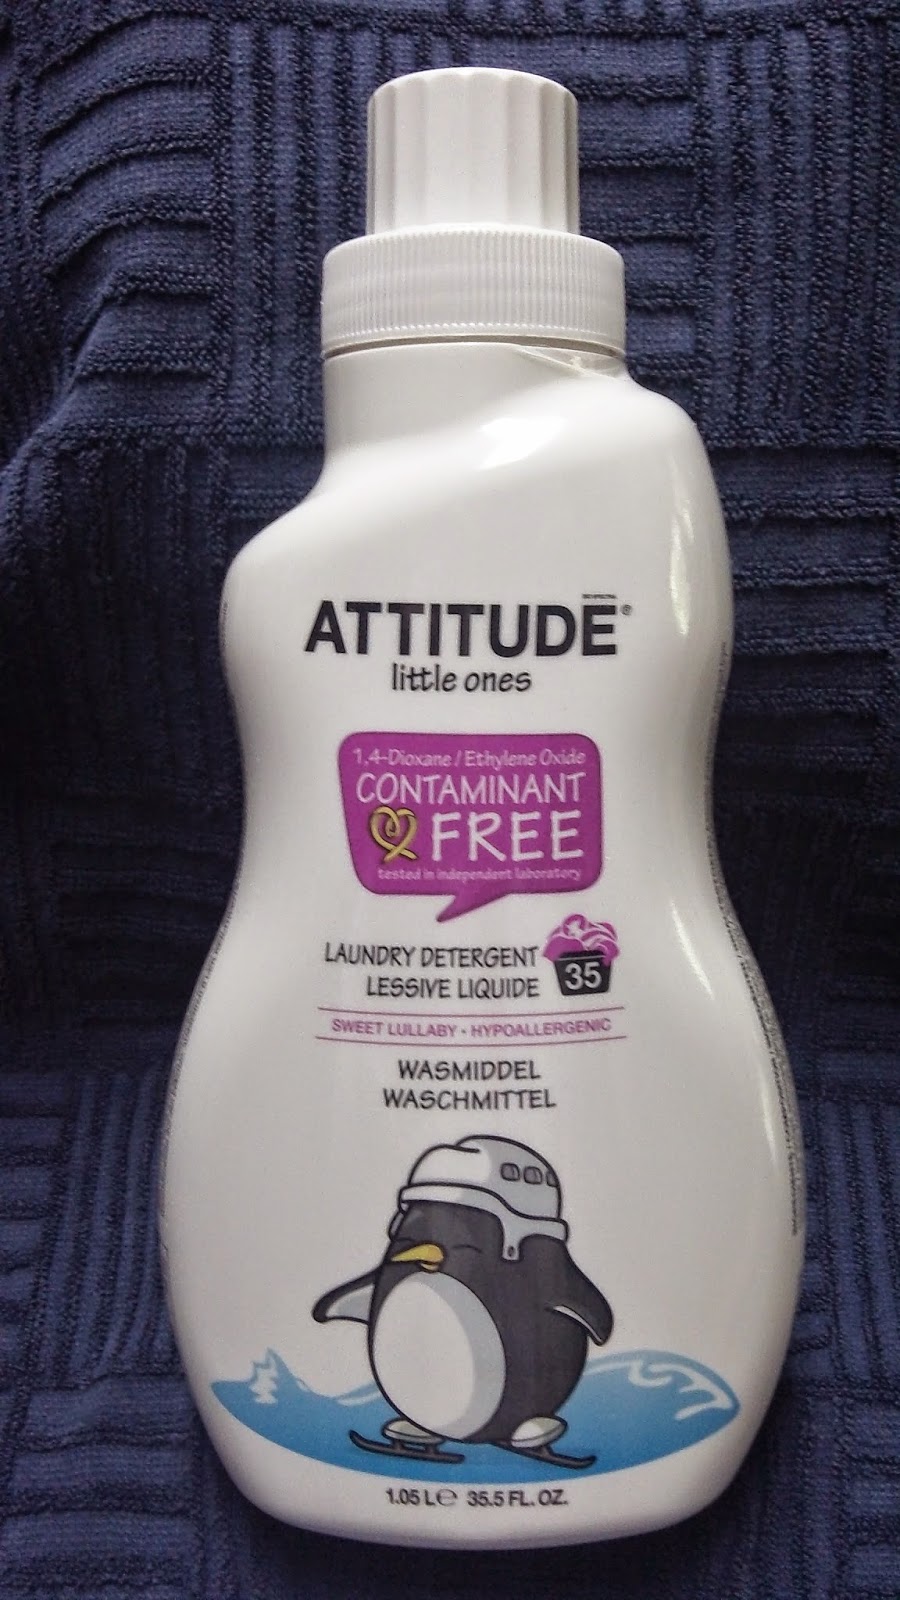 ATTITUDE®
little ones
1,4-Dioxane / Ethylene Oxide
CONTAMINANT
FREE
tested in independent laboratory
LAUNDRY DETERGENT
LESSIVE LIQUIDE
35
SWEET LULLABY • HYPOALLERGENIC
WASMIDDEL
WASCHMITTEL
1.05 L℮ 35.5 FL. OZ.